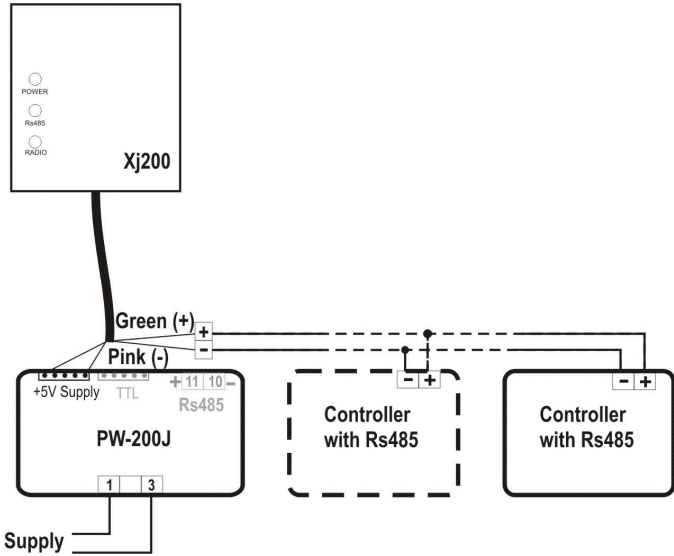 POWER
Rs485
RADIO
Xj200
Green (+)
+
−
Pink (-)
+5V Supply
TTL
+ 11 10 −
Rs485
PW-200J
1 3
Supply
− +
Controller
with Rs485
− +
Controller
with Rs485